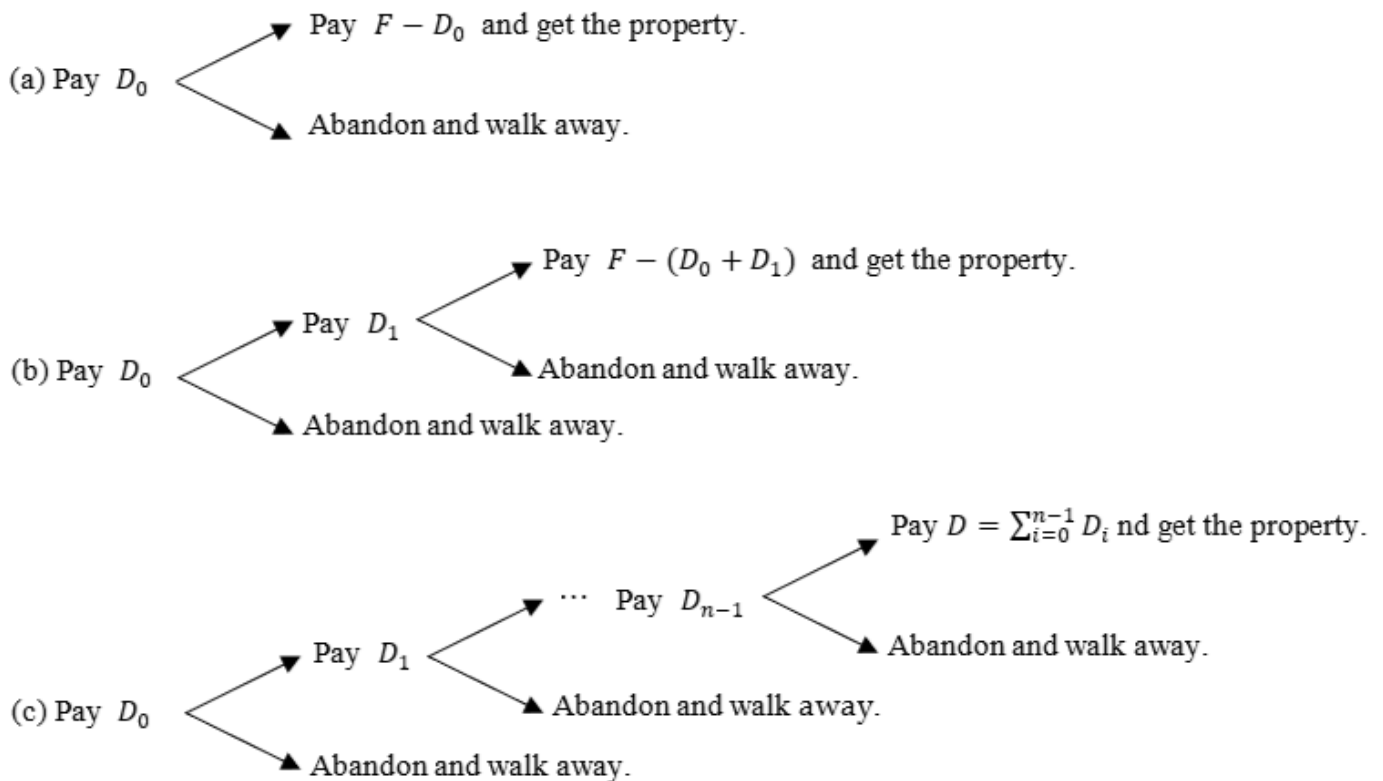 Pay F − D₀ and get the property.
(a) Pay D₀
Abandon and walk away.
Pay F − (D₀ + D₁) and get the property.
Pay D₁
(b) Pay D₀
Abandon and walk away.
Abandon and walk away.
Pay D = ∑ᵢ₌₀ⁿ⁻¹ Dᵢ nd get the property.
⋯ Pay Dₙ₋₁
Pay D₁
Abandon and walk away.
(c) Pay D₀
Abandon and walk away.
Abandon and walk away.